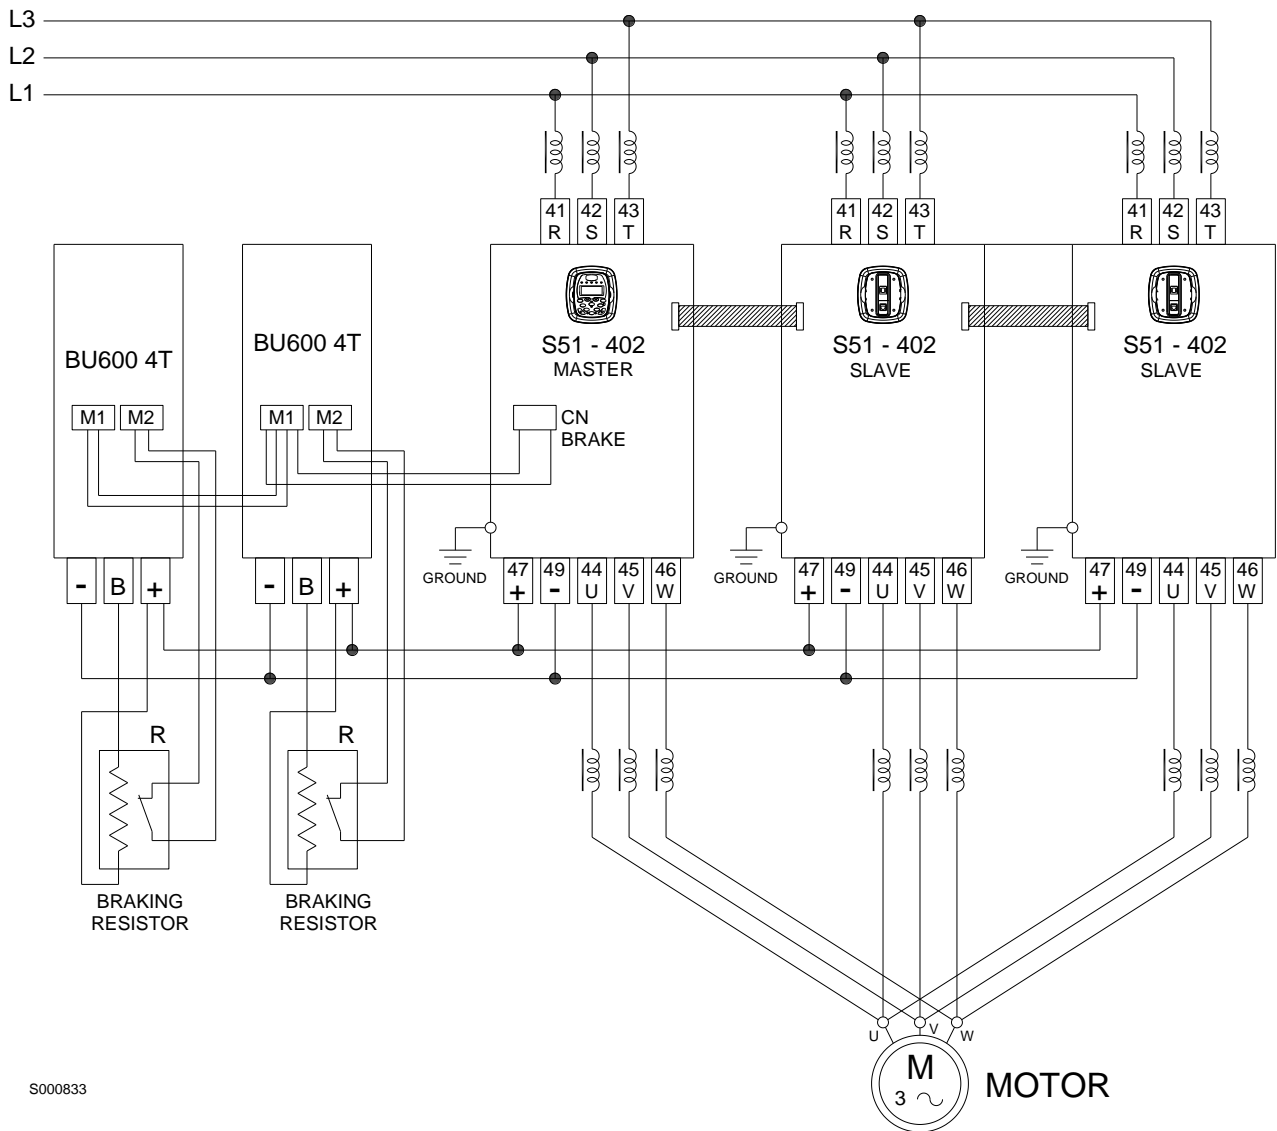 L3
L2
L1
41 42 43 41 42 43 41 42 43
R S T R S T R S T
BU600 4T BU600 4T S51 - 402 S51 - 402 S51 - 402
MASTER SLAVE SLAVE
M1 M2 M1 M2 CN
BRAKE
GROUND GROUND GROUND
- B + - B + 47 49 44 45 46 47 49 44 45 46 47 49 44 45 46
+ - U V W + - U V W + - U V W
R R
BRAKING BRAKING
RESISTOR RESISTOR
U V W
M
3
MOTOR
S000833